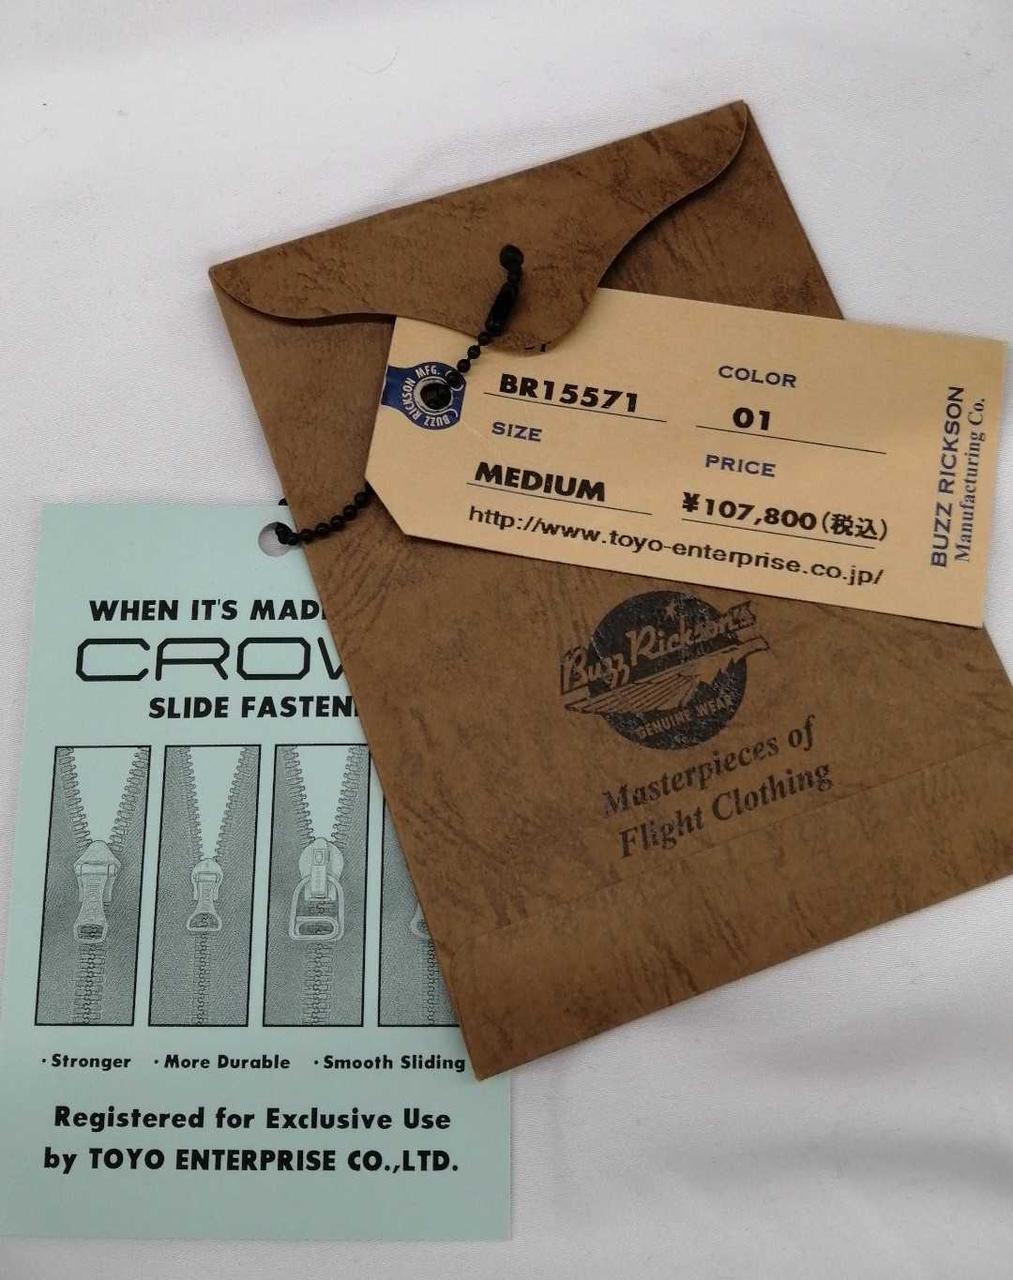 BUZZ RICKSON MFG. C
BR15571
COLOR
01
SIZE
MEDIUM
PRICE
¥107,800(税込)
http://www.toyo-enterprise.co.jp/
BUZZ RICKSON
Manufacturing Co.
Buzz Rickson's
GENUINE WEAR
Masterpieces of
Flight Clothing
WHEN IT'S MAD
CROW
SLIDE FASTEN
·Stronger ·More Durable ·Smooth Sliding
Registered for Exclusive Use
by TOYO ENTERPRISE CO.,LTD.